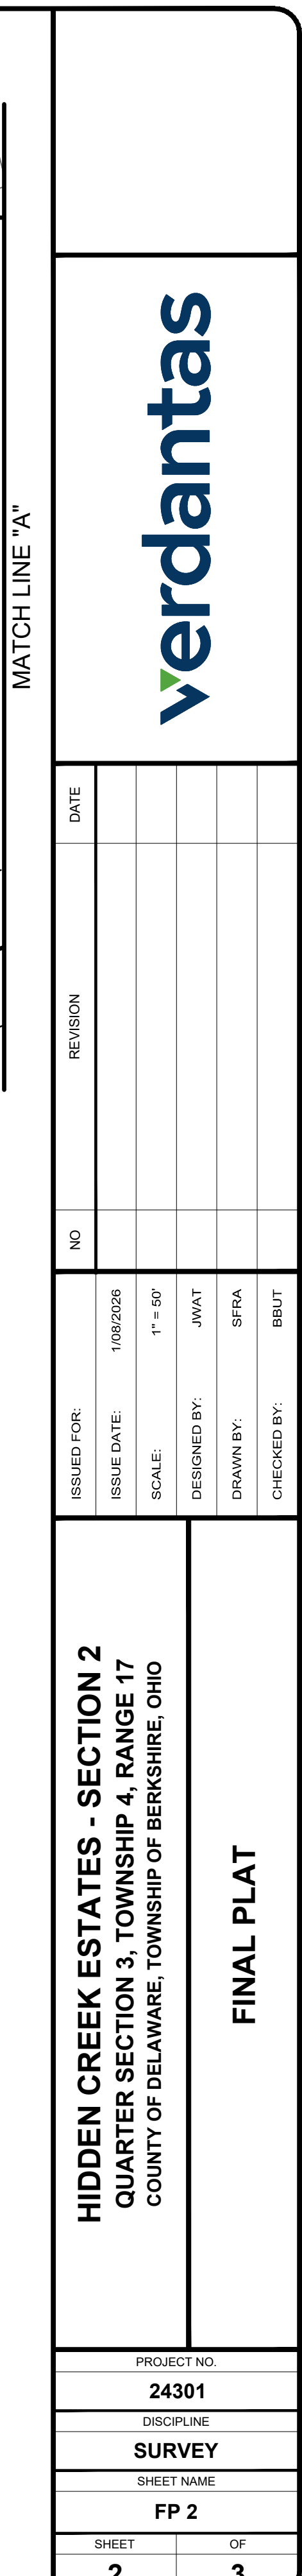 MATCH LINE "A"
verdantas
NO REVISION DATE
ISSUED FOR:
ISSUE DATE: 1/08/2026
SCALE: 1" = 50'
DESIGNED BY: JWAT
DRAWN BY: SFRA
CHECKED BY: BBUT
HIDDEN CREEK ESTATES - SECTION 2
QUARTER SECTION 3, TOWNSHIP 4, RANGE 17
COUNTY OF DELAWARE, TOWNSHIP OF BERKSHIRE, OHIO
FINAL PLAT
PROJECT NO.
24301
DISCIPLINE
SURVEY
SHEET NAME
FP 2
SHEET OF
2 3